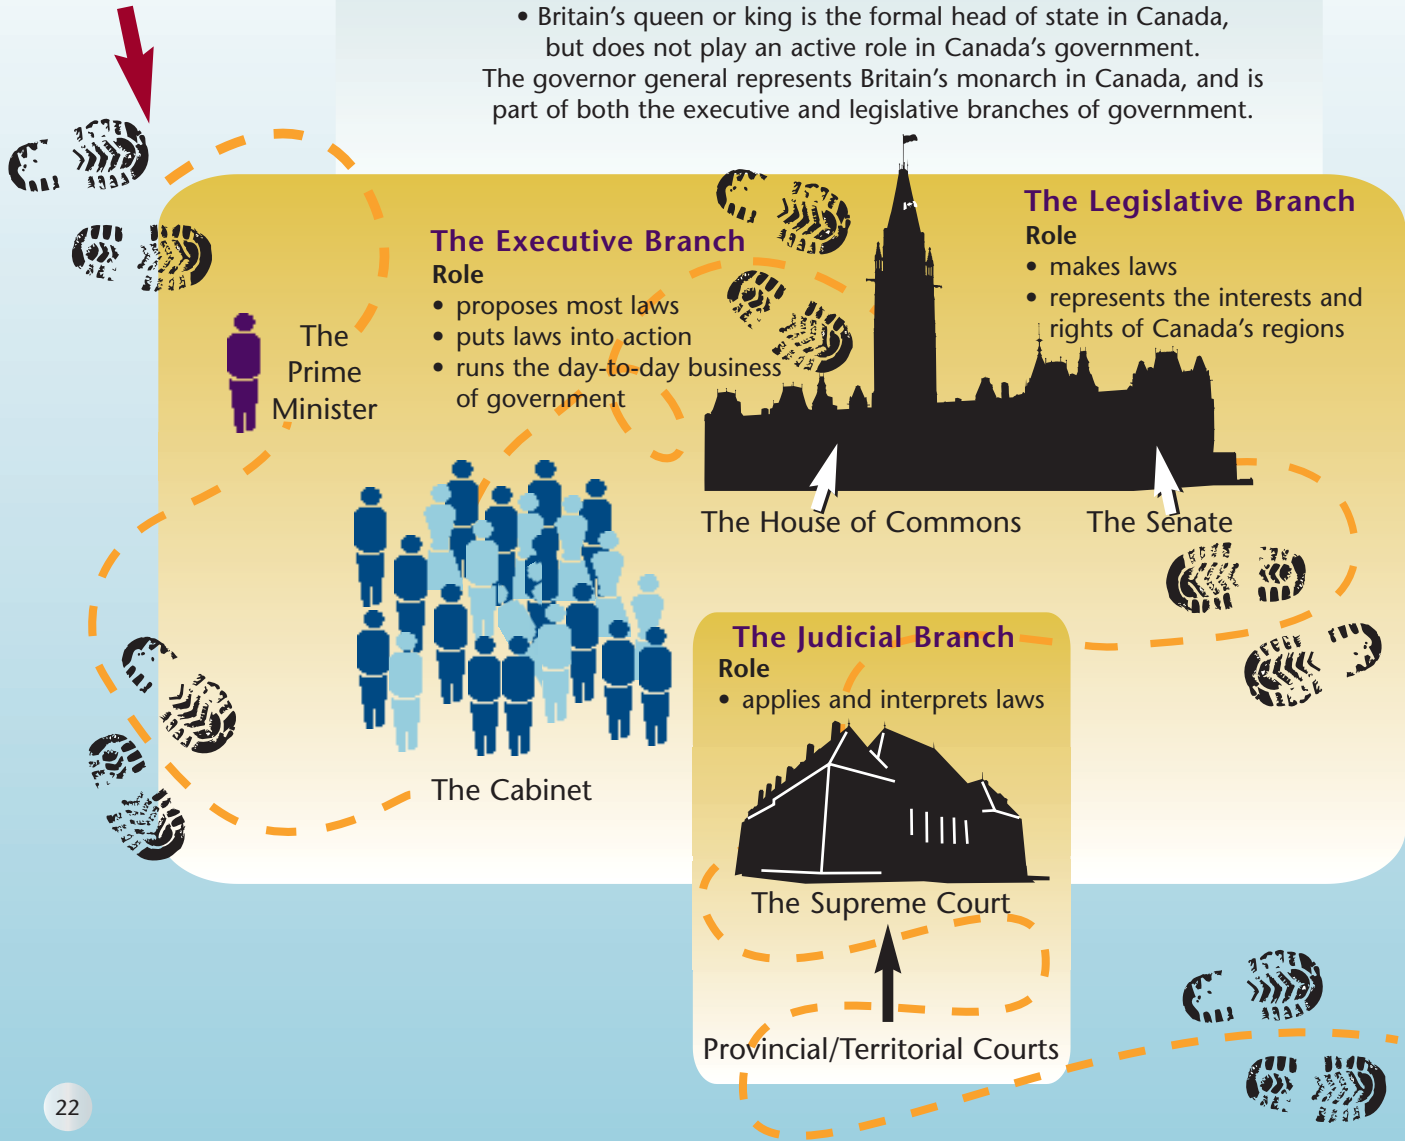 • Britain's queen or king is the formal head of state in Canada,
but does not play an active role in Canada's government.
The governor general represents Britain's monarch in Canada, and is
part of both the executive and legislative branches of government.
The Executive Branch
Role
• proposes most laws
• puts laws into action
• runs the day-to-day business
of government
The Legislative Branch
Role
• makes laws
• represents the interests and
rights of Canada's regions
The
Prime
Minister
The House of Commons
The Senate
The Cabinet
The Judicial Branch
Role
• applies and interprets laws
The Supreme Court
Provincial/Territorial Courts
22